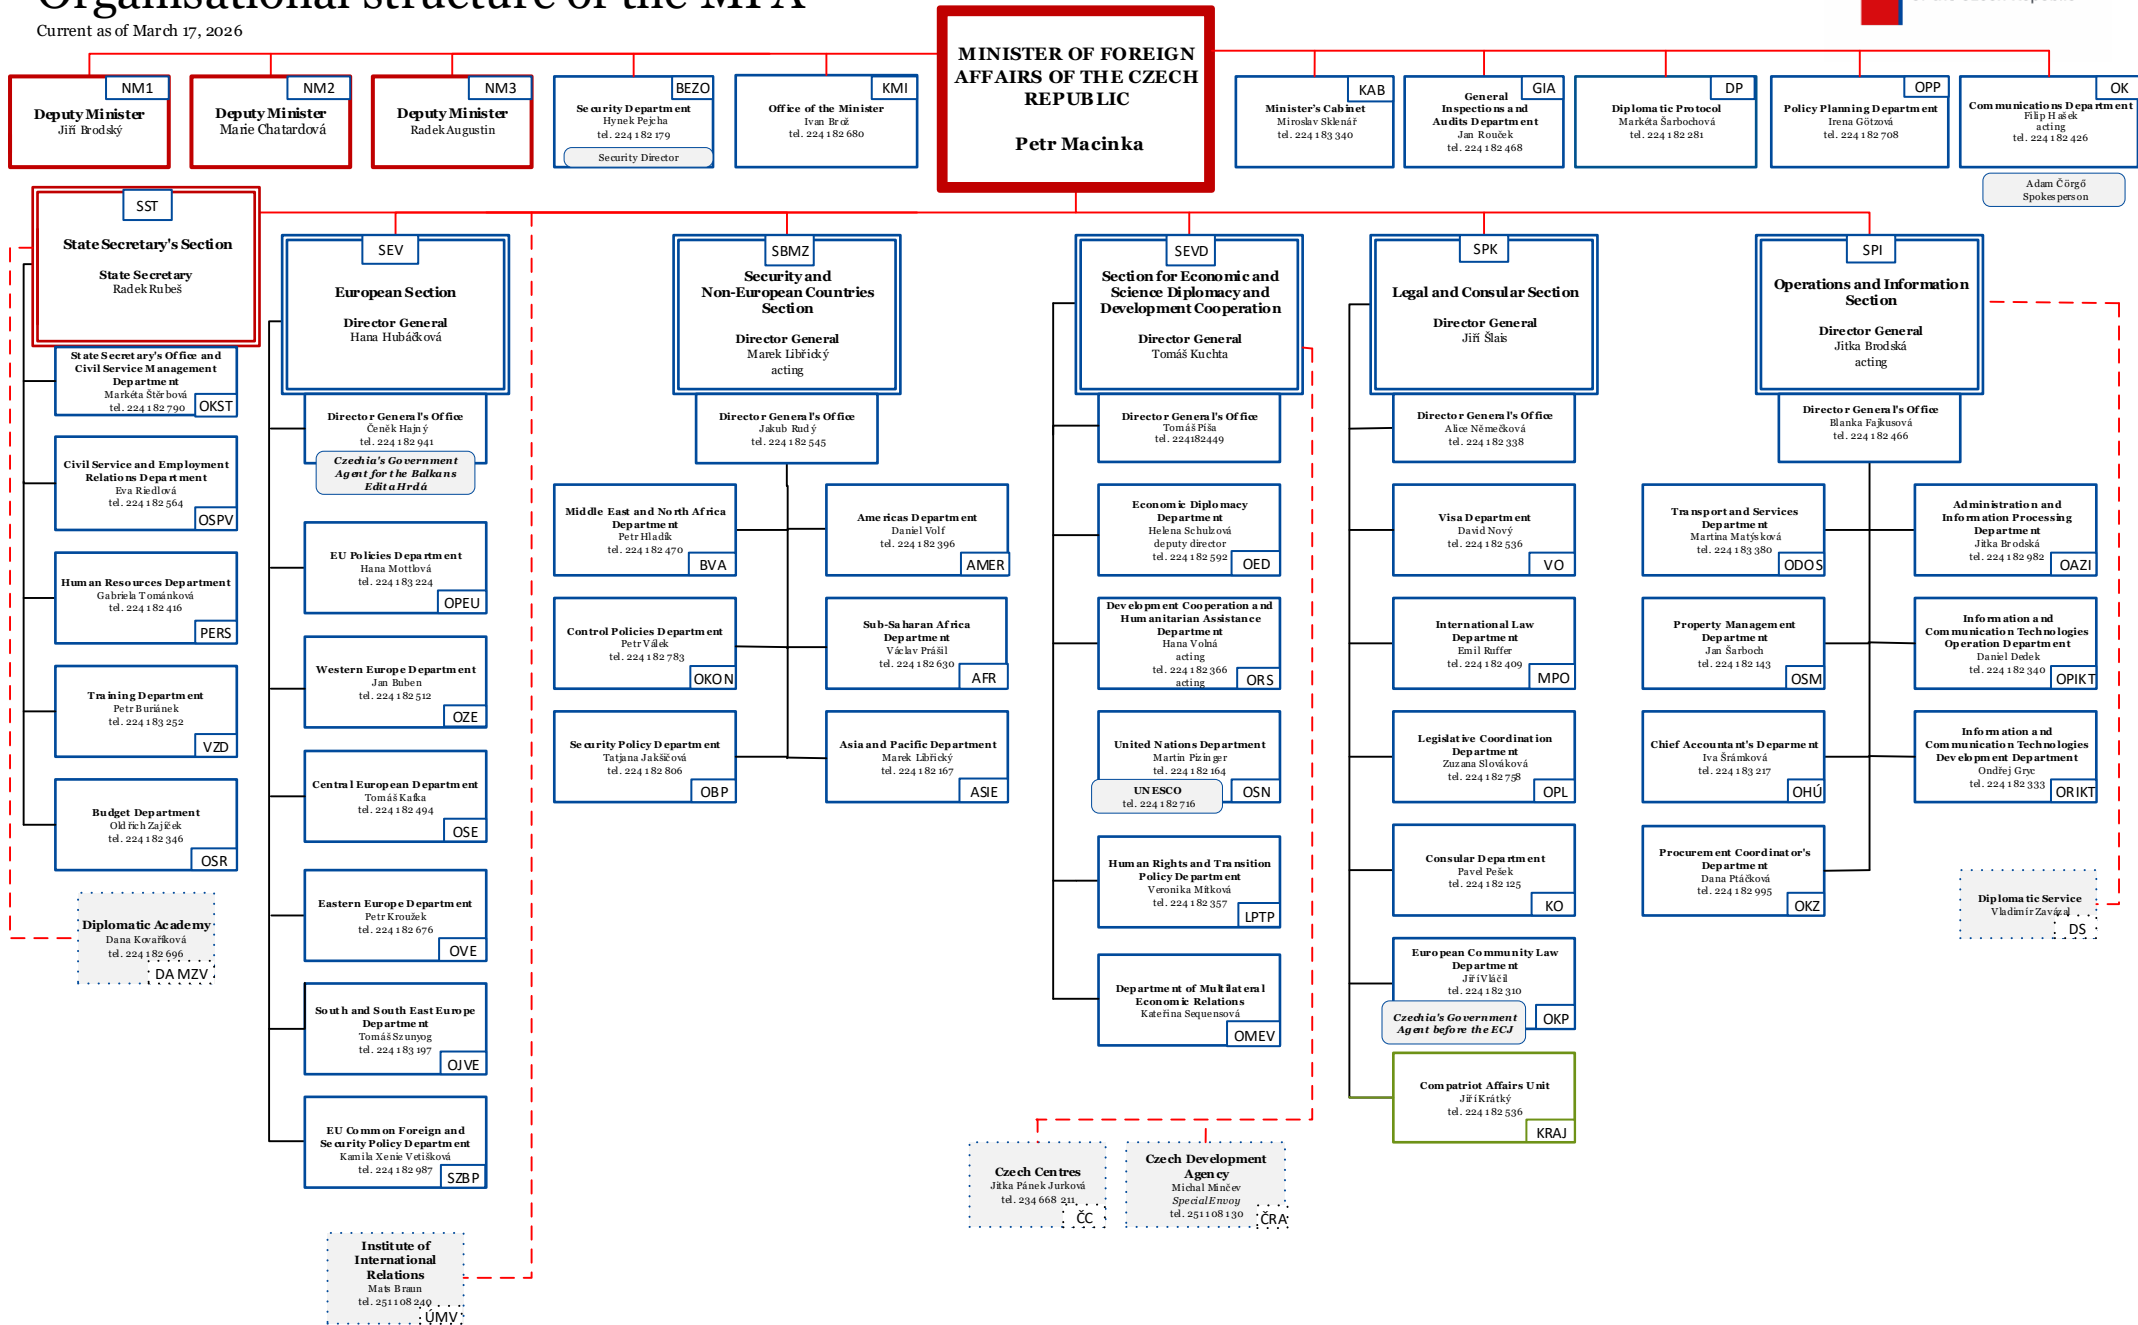 Current as of March 17, 2026
MINISTER OF FOREIGN
AFFAIRS OF THE CZECH
REPUBLIC
Petr Macinka
NM1
Deputy Minister
Jiří Brodský
NM2
Deputy Minister
Marie Chatardová
NM3
Deputy Minister
Radek Augustin
BEZO
Security Department
Hynek Pejcha
tel. 224 182 179
Security Director
KMI
Office of the Minister
Ivan Brož
tel. 224 182 680
KAB
Minister's Cabinet
Miroslav Sklenář
tel. 224 183 340
GIA
General
Inspections and
Audits Department
Jan Rouček
tel. 224 182 468
DP
Diplomatic Protocol
Markéta Šarbochová
tel. 224 182 281
OPP
Policy Planning Department
Irena Götzová
tel. 224 182 708
OK
Communications Department
Filip Hašek
acting
tel. 224 182 426
Adam Čörgő
Spokesperson
SST
State Secretary's Section
State Secretary
Radek Rubeš
State Secretary's Office and
Civil Service Management
Department
Markéta Štěrbová
tel. 224 182 790
OKST
Civil Service and Employment
Relations Department
Eva Riedlová
tel. 224 182 564
OSPV
Human Resources Department
Gabriela Tománková
tel. 224 182 416
PERS
Training Department
Petr Buriánek
tel. 224 183 252
VZD
Budget Department
Oldřich Zajíček
tel. 224 182 346
OSR
Diplomatic Academy
Dana Kovaříková
tel. 224 182 696
DA MZV
SEV
European Section
Director General
Hana Hubáčková
Director General's Office
Čeněk Hajný
tel. 224 182 941
Czechia's Government
Agent for the Balkans
Edita Hrdá
EU Policies Department
Hana Mottlová
tel. 224 183 224
OPEU
Western Europe Department
Jan Buben
tel. 224 182 512
OZE
Central European Department
Tomáš Kafka
tel. 224 182 494
OSE
Eastern Europe Department
Petr Kroužek
tel. 224 182 676
OVE
South and South East Europe
Department
Tomáš Szunyog
tel. 224 183 197
OJVE
EU Common Foreign and
Security Policy Department
Kamila Xenie Vetišková
tel. 224 182 987
SZBP
Institute of
International
Relations
Mats Braun
tel. 251 108 240
ÚMV
SBMZ
Security and
Non-European Countries
Section
Director General
Marek Libřický
acting
Director General's Office
Jakub Rudý
tel. 224 182 545
Middle East and North Africa
Department
Petr Hladík
tel. 224 182 470
BVA
Americas Department
Daniel Volf
tel. 224 182 396
AMER
Control Policies Department
Petr Válek
tel. 224 182 783
OKON
Sub-Saharan Africa
Department
Václav Prášil
tel. 224 182 630
AFR
Security Policy Department
Tatjana Jakšičová
tel. 224 182 806
OBP
Asia and Pacific Department
Marek Libřický
tel. 224 182 167
ASIE
SEVD
Section for Economic and
Science Diplomacy and
Development Cooperation
Director General
Tomáš Kuchta
Director General's Office
Tomáš Píša
tel. 224182449
Economic Diplomacy
Department
Helena Schulzová
deputy director
tel. 224 182 592
OED
Development Cooperation and
Humanitarian Assistance
Department
Hana Volná
acting
tel. 224 182 366
acting
ORS
United Nations Department
Martin Pizinger
tel. 224 182 164
OSN
UNESCO
tel. 224 182 716
Human Rights and Transition
Policy Department
Veronika Mítková
tel. 224 182 357
LPTP
Department of Multilateral
Economic Relations
Kateřina Sequensová
OMEV
Czech Centres
Jitka Pánek Jurková
tel. 234 668 211
ČC
Czech Development
Agency
Michal Minčev
Special Envoy
tel. 251108 130
ČRA
SPK
Legal and Consular Section
Director General
Jiří Šlais
Director General's Office
Alice Němečková
tel. 224 182 338
Visa Department
David Nový
tel. 224 182 536
VO
International Law
Department
Emil Ruffer
tel. 224 182 409
MPO
Legislative Coordination
Department
Zuzana Slováková
tel. 224 182 758
OPL
Consular Department
Pavel Pešek
tel. 224 182 125
KO
European Community Law
Department
Jiří Vláčil
tel. 224 182 310
OKP
Czechia's Government
Agent before the ECJ
Compatriot Affairs Unit
Jiří Krátký
tel. 224 182 536
KRAJ
SPI
Operations and Information
Section
Director General
Jitka Brodská
acting
Director General's Office
Blanka Fajkusová
tel. 224 182 466
Transport and Services
Department
Martina Matýsková
tel. 224 183 380
ODOS
Administration and
Information Processing
Department
Jitka Brodská
tel. 224 182 982
OAZI
Property Management
Department
Jan Šarboch
tel. 224 182 143
OSM
Information and
Communication Technologies
Operation Department
Daniel Dedek
tel. 224 182 340
OPIKT
Chief Accountant's Deparment
Iva Šrámková
tel. 224 183 217
OHÚ
Information and
Communication Technologies
Development Department
Ondřej Gryc
tel. 224 182 333
ORIKT
Procurement Coordinator's
Department
Dana Ptáčková
tel. 224 182 995
OKZ
Diplomatic Service
Vladimír Zavázal
DS